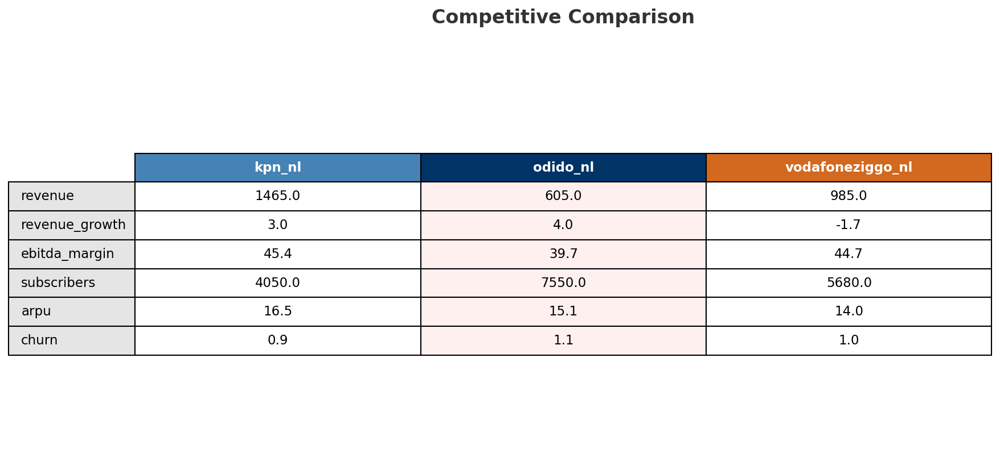 Competitive Comparison
kpn_nl odido_nl vodafoneziggo_nl
revenue 1465.0 605.0 985.0
revenue_growth 3.0 4.0 -1.7
ebitda_margin 45.4 39.7 44.7
subscribers 4050.0 7550.0 5680.0
arpu 16.5 15.1 14.0
churn 0.9 1.1 1.0